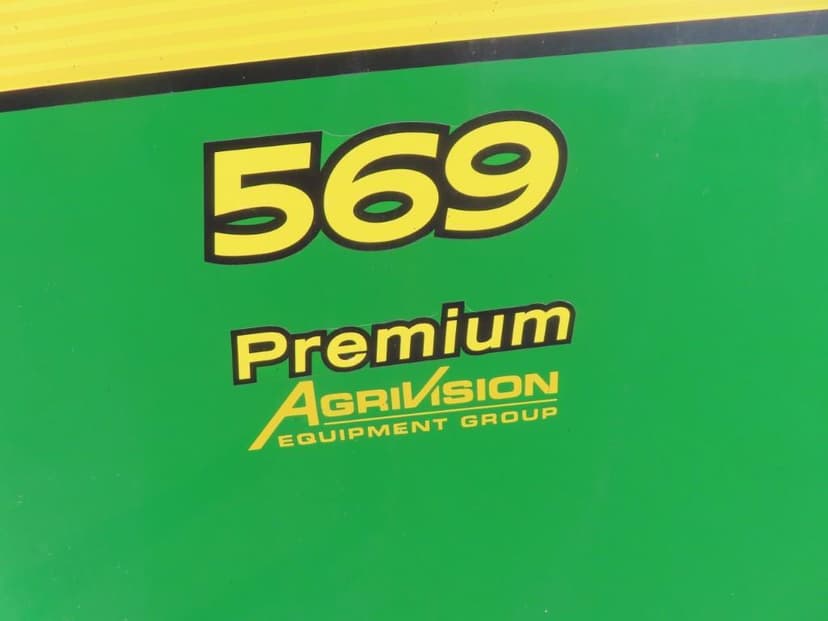 569
Premium
AGRIVISION
EQUIPMENT GROUP